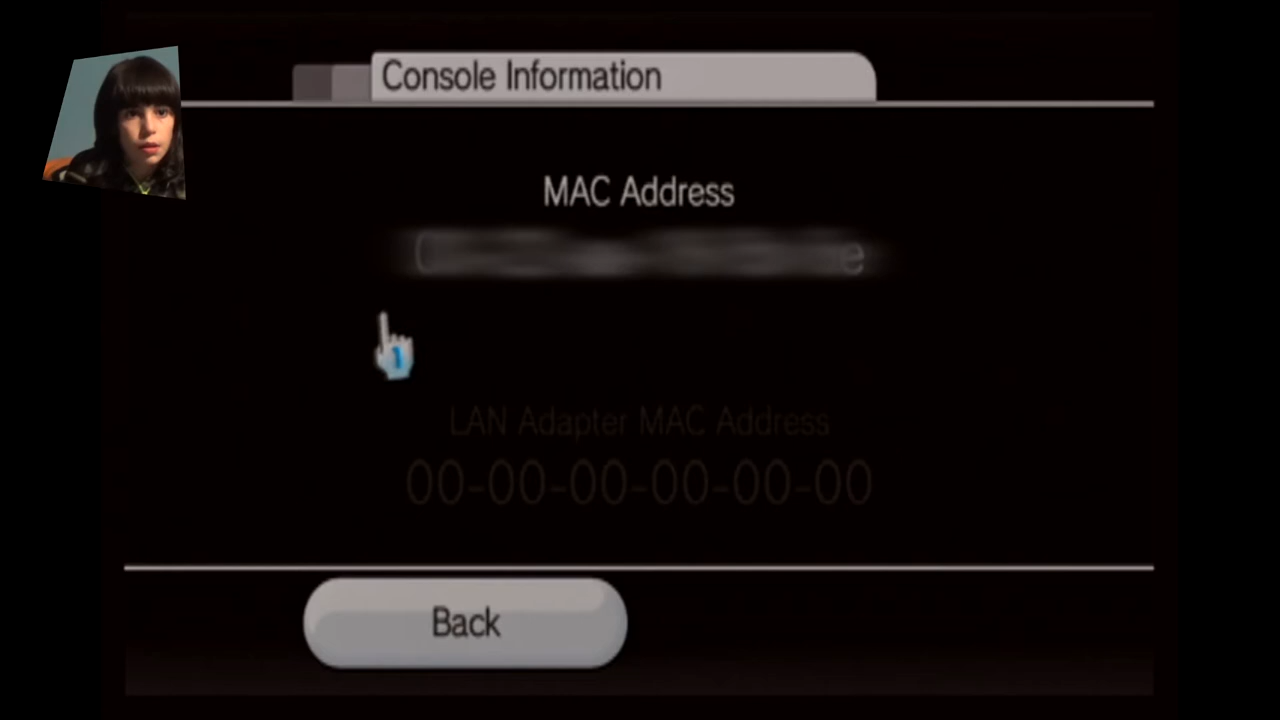 Console Information
MAC Address
LAN Adapter MAC Address
00-00-00-00-00-00
Back